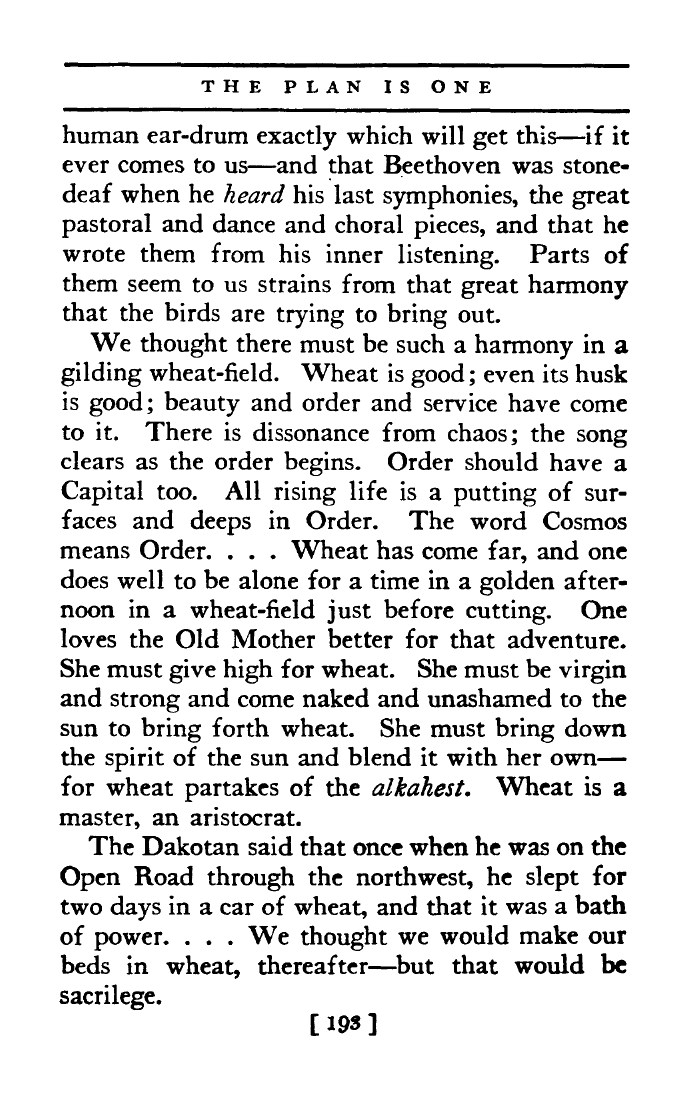 THE PLAN IS ONE
human ear-drum exactly which will get this—if it
ever comes to us—and that Beethoven was stone-
deaf when he heard his last symphonies, the great
pastoral and dance and choral pieces, and that he
wrote them from his inner listening. Parts of
them seem to us strains from that great harmony
that the birds are trying to bring out.
We thought there must be such a harmony in a
gilding wheat-field. Wheat is good; even its husk
is good; beauty and order and service have come
to it. There is dissonance from chaos; the song
clears as the order begins. Order should have a
Capital too. All rising life is a putting of sur-
faces and deeps in Order. The word Cosmos
means Order. . . . Wheat has come far, and one
does well to be alone for a time in a golden after-
noon in a wheat-field just before cutting. One
loves the Old Mother better for that adventure.
She must give high for wheat. She must be virgin
and strong and come naked and unashamed to the
sun to bring forth wheat. She must bring down
the spirit of the sun and blend it with her own—
for wheat partakes of the alkahest. Wheat is a
master, an aristocrat.
The Dakotan said that once when he was on the
Open Road through the northwest, he slept for
two days in a car of wheat, and that it was a bath
of power. . . . We thought we would make our
beds in wheat, thereafter—but that would be
sacrilege.
[ 193 ]